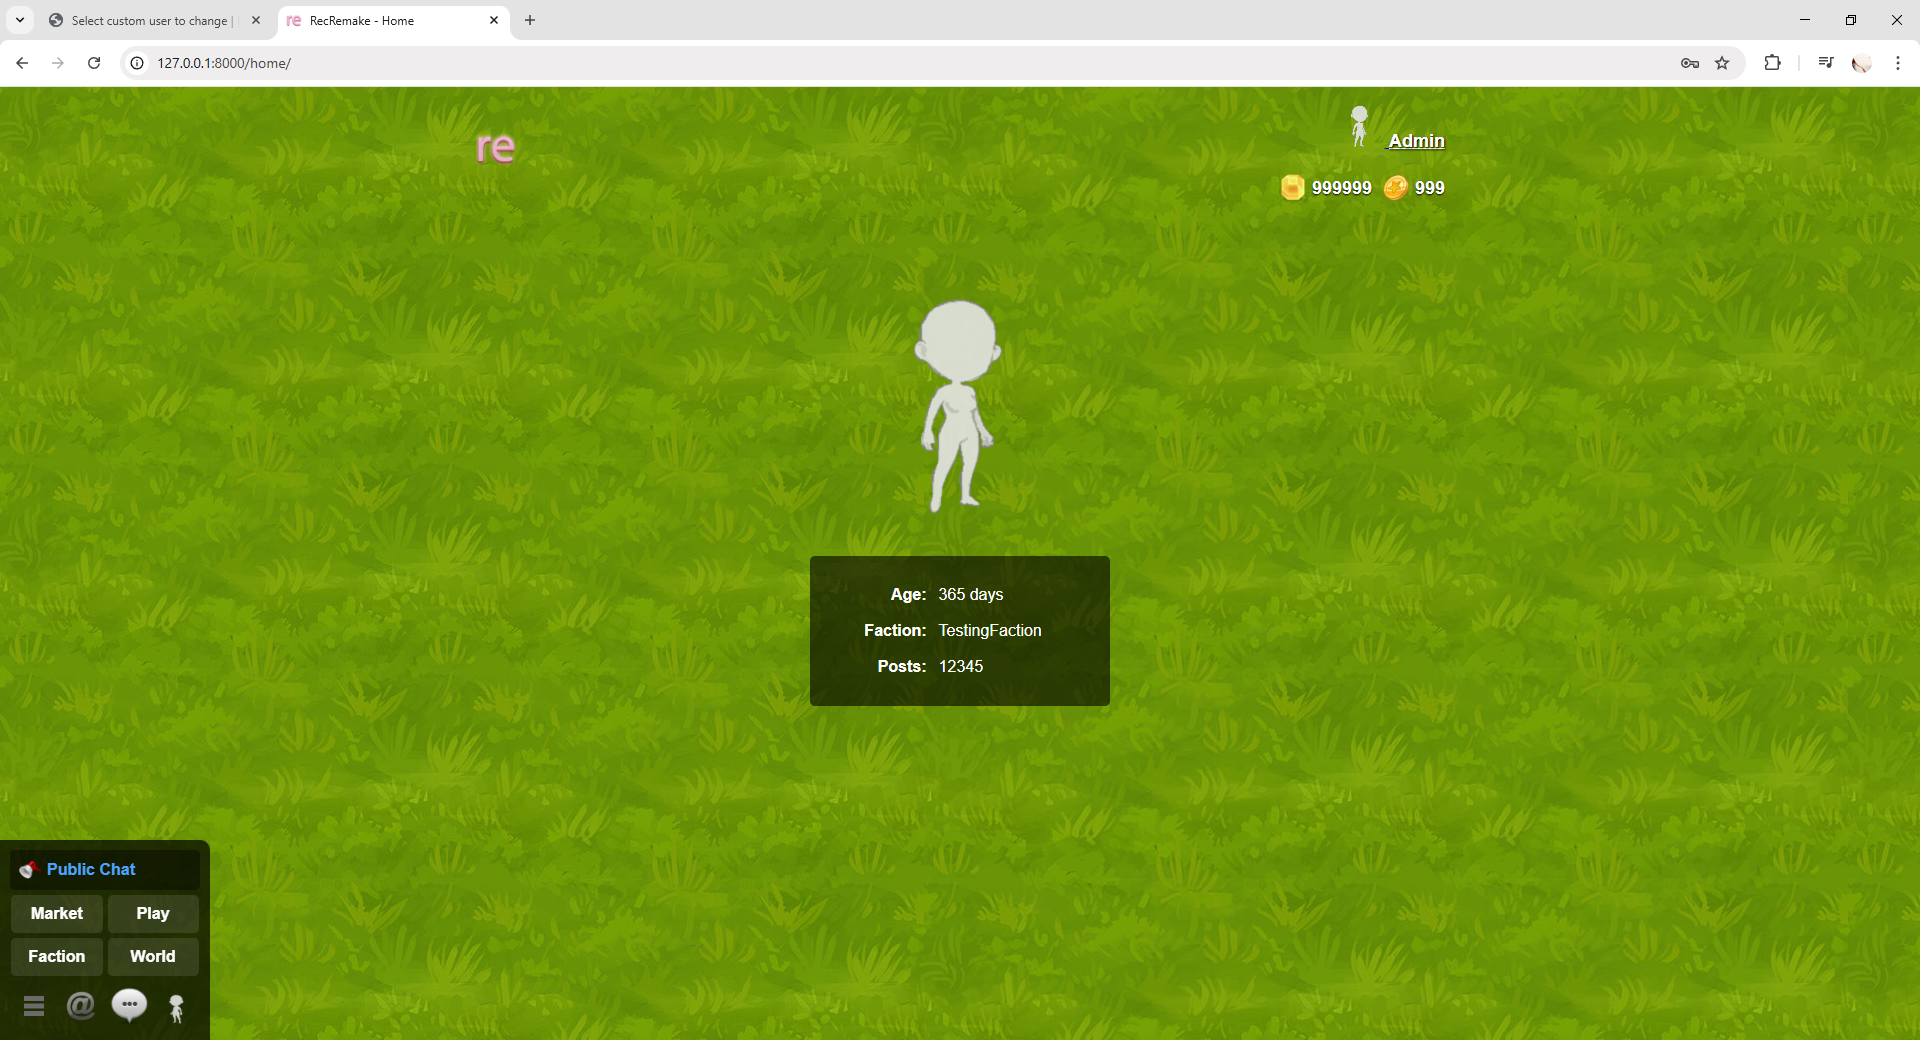 Select custom user to change |
re RecRemake - Home
127.0.0.1:8000/home/
re
Admin
999999 999
Age: 365 days
Faction: TestingFaction
Posts: 12345
Public Chat
Market Play
Faction World
@